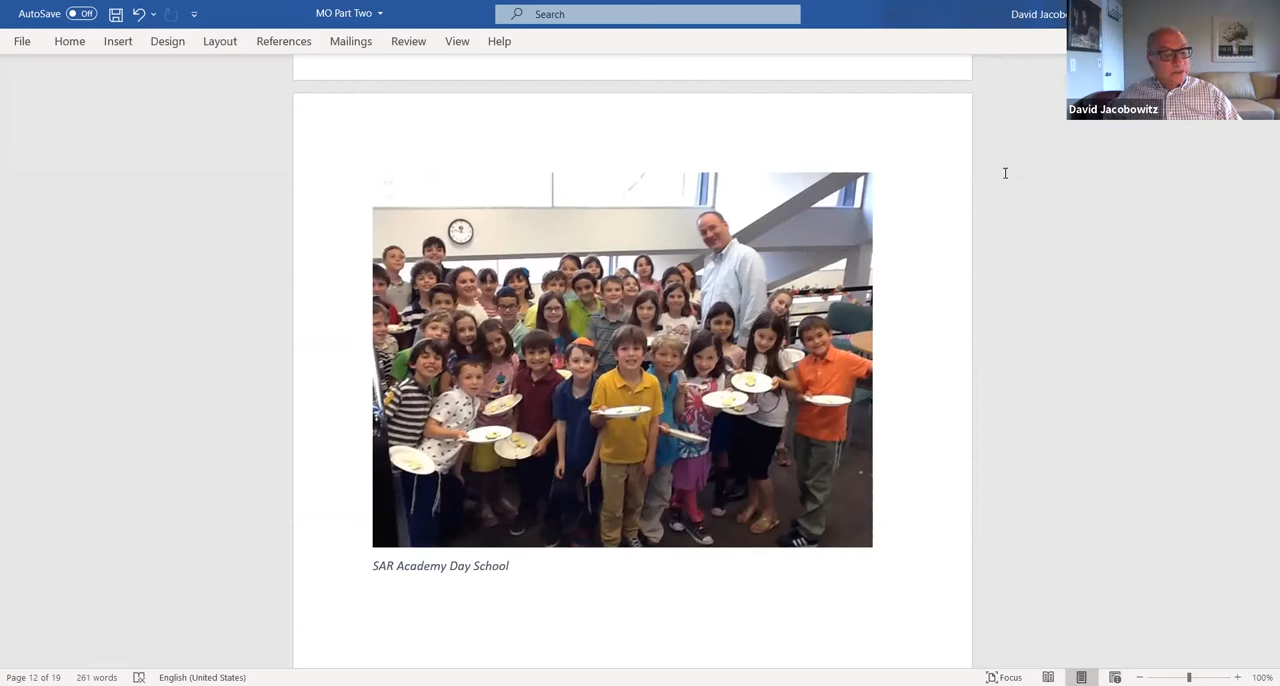 AutoSave Off MO Part Two Search David Jacob
File Home Insert Design Layout References Mailings Review View Help
David Jacobowitz
SAR Academy Day School
Page 12 of 19 261 words English (United States) Focus 100%